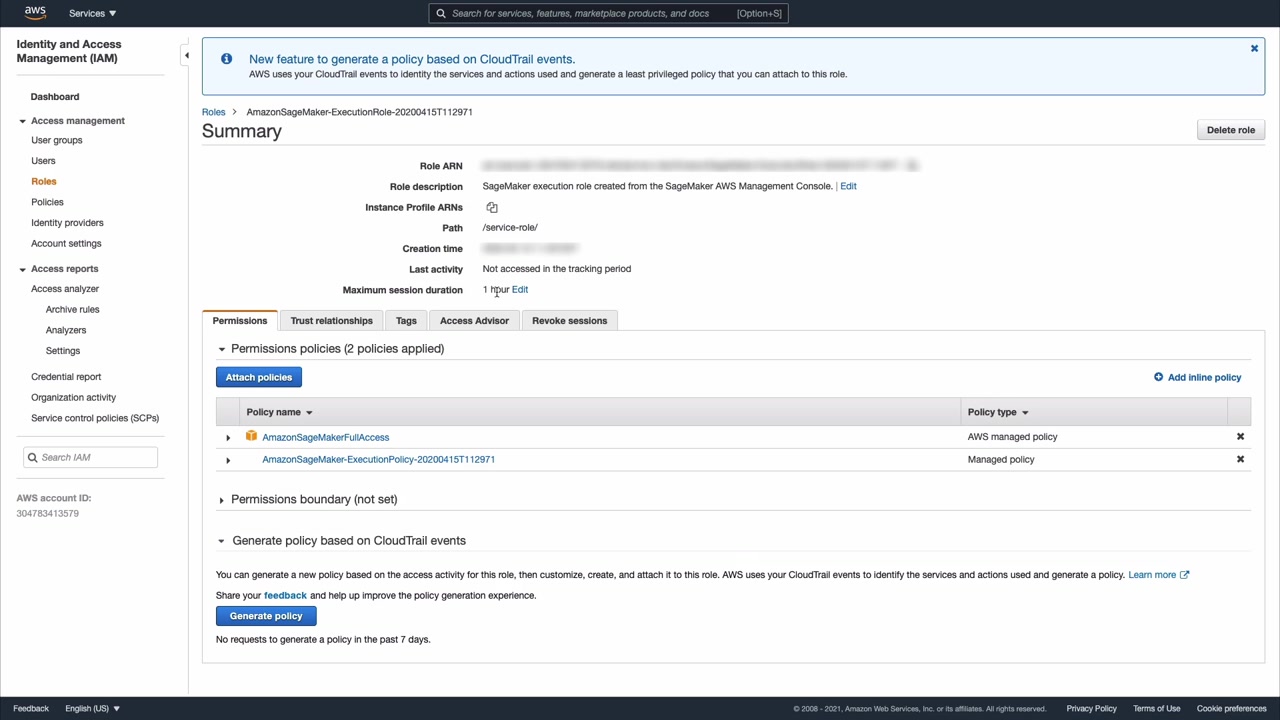 aws
Services
Search for services, features, marketplace products, and docs [Option+S]
Identity and Access
Management (IAM)
Dashboard
Access management
User groups
Users
Roles
Policies
Identity providers
Account settings
Access reports
Access analyzer
Archive rules
Analyzers
Settings
Credential report
Organization activity
Service control policies (SCPs)
Search IAM
AWS account ID:
304783413579
New feature to generate a policy based on CloudTrail events.
AWS uses your CloudTrail events to identify the services and actions used and generate a least privileged policy that you can attach to this role.
Roles > AmazonSageMaker-ExecutionRole-20200415T112971
Summary
Delete role
Role ARN
Role description SageMaker execution role created from the SageMaker AWS Management Console. | Edit
Instance Profile ARNs
Path /service-role/
Creation time
Last activity Not accessed in the tracking period
Maximum session duration 1 hour Edit
Permissions Trust relationships Tags Access Advisor Revoke sessions
Permissions policies (2 policies applied)
Attach policies Add inline policy
Policy name Policy type
AmazonSageMakerFullAccess AWS managed policy
AmazonSageMaker-ExecutionPolicy-20200415T112971 Managed policy
Permissions boundary (not set)
Generate policy based on CloudTrail events
You can generate a new policy based on the access activity for this role, then customize, create, and attach it to this role. AWS uses your CloudTrail events to identify the services and actions used and generate a policy. Learn more
Share your feedback and help up improve the policy generation experience.
Generate policy
No requests to generate a policy in the past 7 days.
Feedback English (US) © 2008 - 2021, Amazon Web Services, Inc. or its affiliates. All rights reserved. Privacy Policy Terms of Use Cookie preferences